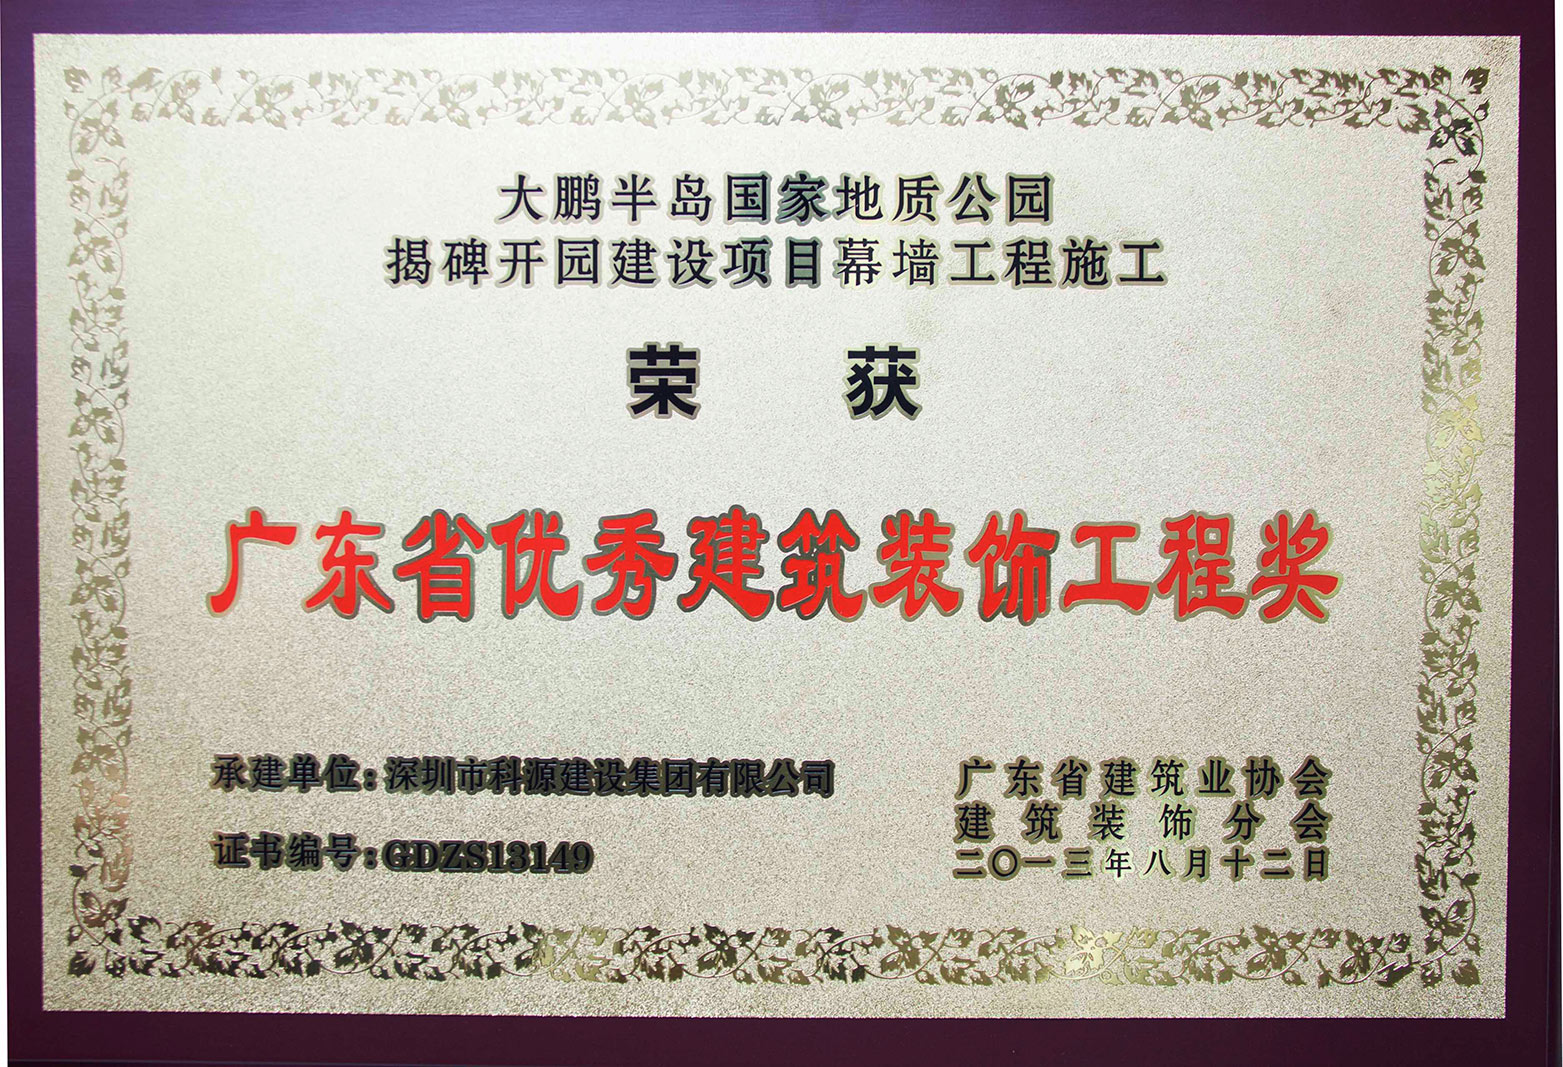 大鹏半岛国家地质公园
揭碑开园建设项目幕墙工程施工
荣 获
广东省优秀建筑装饰工程奖
承建单位:深圳市科源建设集团有限公司
证书编号:GDZS13149
广东省建筑业协会
建筑装饰分会
二〇一三年八月十二日